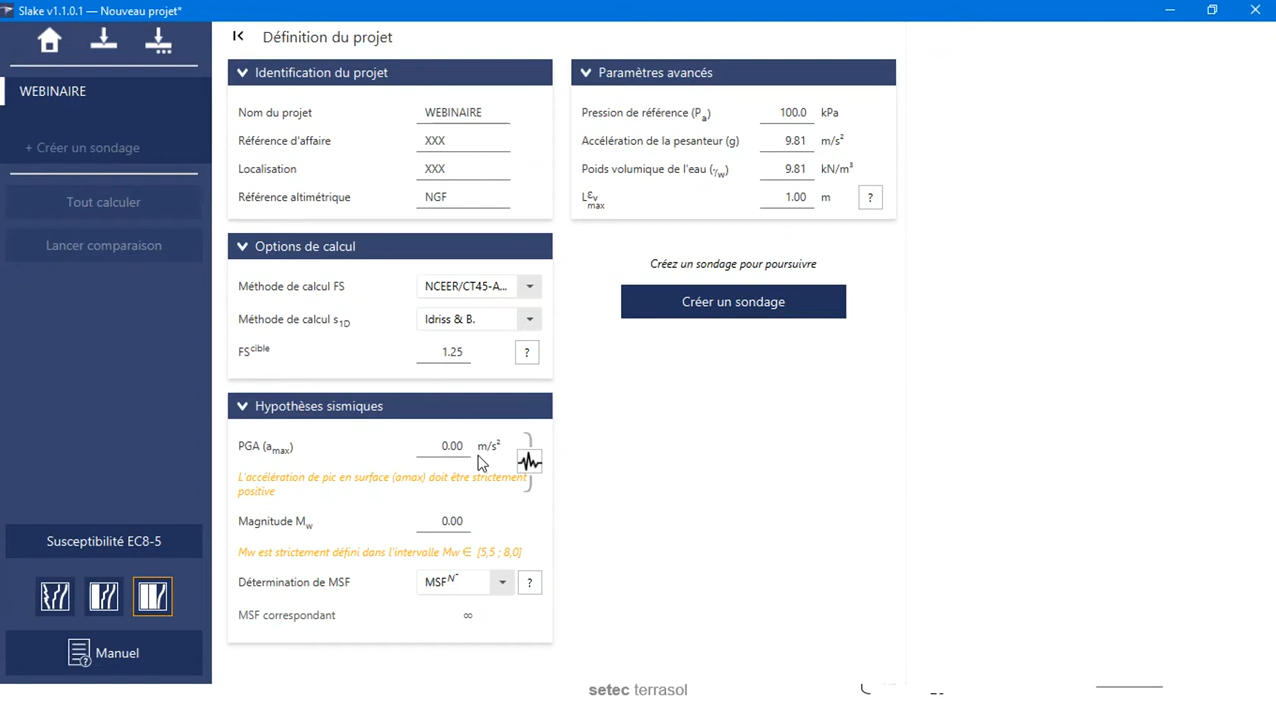 Slake v1.1.0.1 — Nouveau projet*
WEBINAIRE
+ Créer un sondage
Tout calculer
Lancer comparaison
Susceptibilité EC8-5
Manuel
Définition du projet
Identification du projet
Nom du projet WEBINAIRE
Référence d'affaire XXX
Localisation XXX
Référence altimétrique NGF
Options de calcul
Méthode de calcul FS NCEER/CT45-A...
Méthode de calcul s1D Idriss & B.
FScible 1.25 ?
Hypothèses sismiques
PGA (amax) 0.00 m/s²
L'accélération de pic en surface (amax) doit être strictement
positive
Magnitude Mw 0.00
Mw est strictement défini dans l'intervalle Mw ∈ [5,5 ; 8,0]
Détermination de MSF MSFN- ?
MSF correspondant ∞
Paramètres avancés
Pression de référence (Pa) 100.0 kPa
Accélération de la pesanteur (g) 9.81 m/s²
Poids volumique de l'eau (γw) 9.81 kN/m³
Lεvmax 1.00 m ?
Créez un sondage pour poursuivre
Créer un sondage
setec terrasol